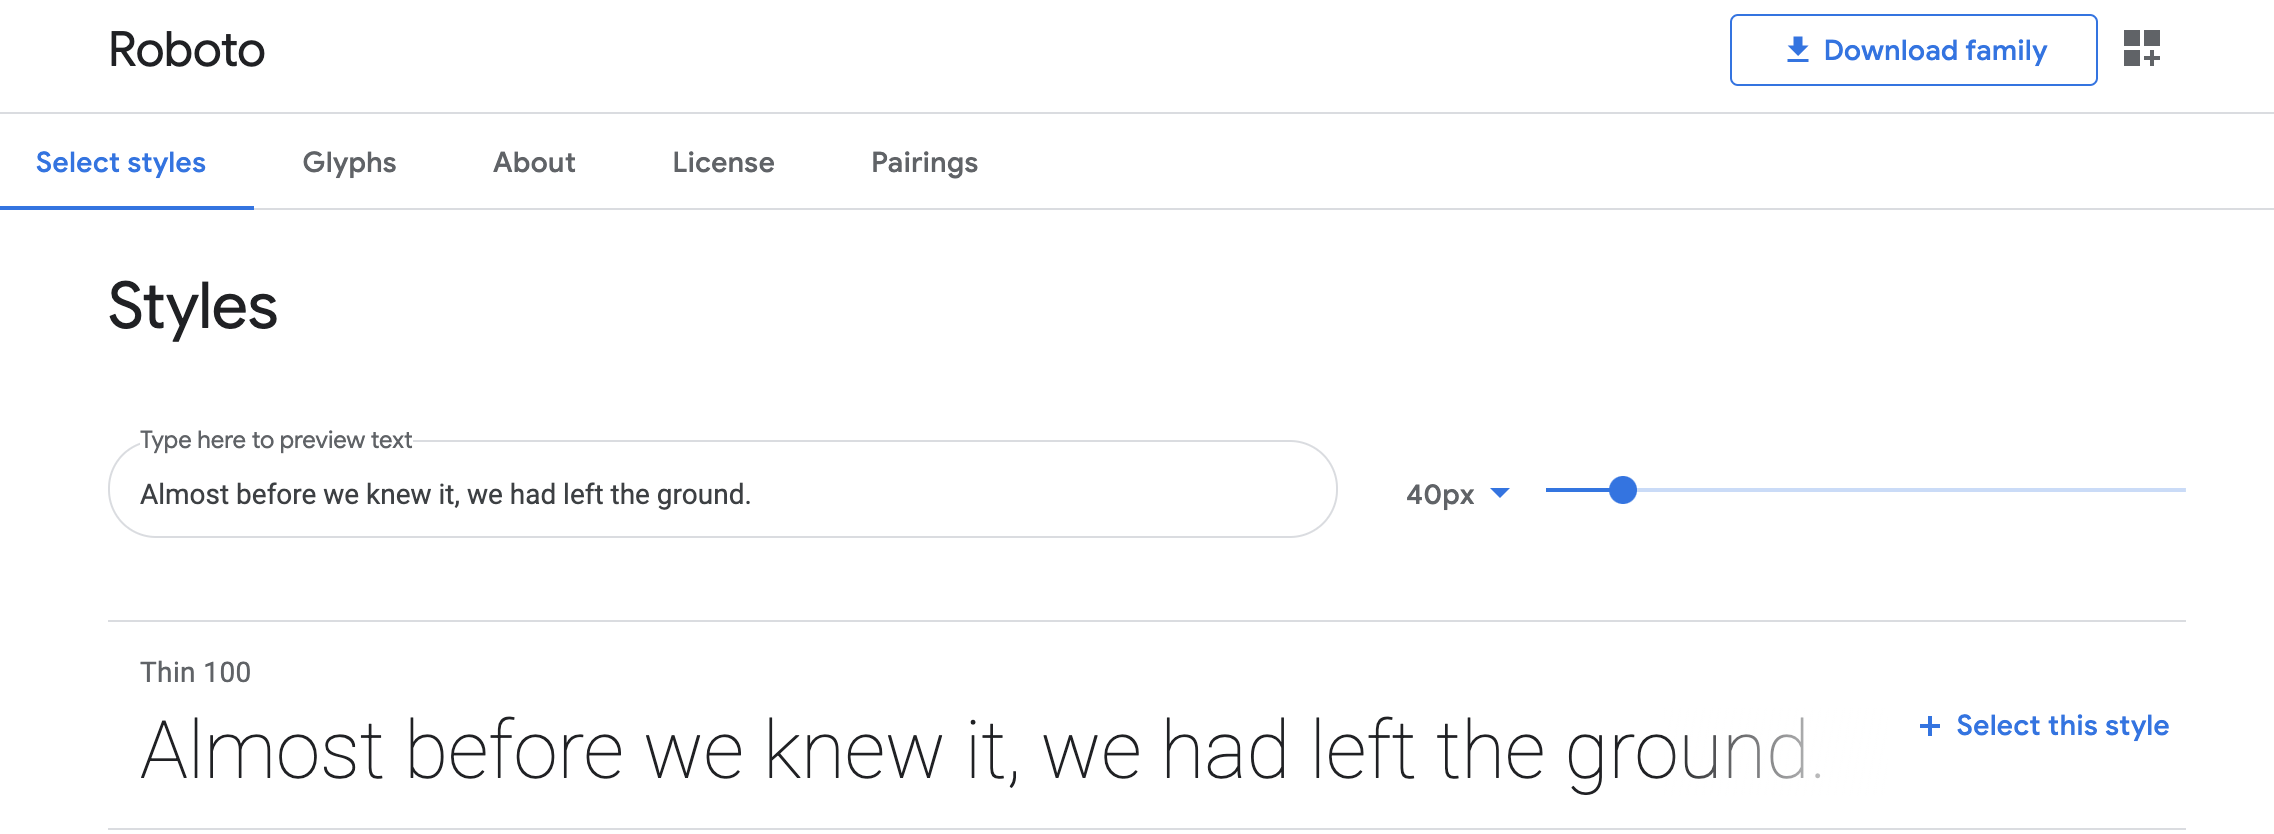 Roboto
Download family
Select styles Glyphs About License Pairings
Styles
Type here to preview text
Almost before we knew it, we had left the ground.
40px
Thin 100
Almost before we knew it, we had left the ground.
+ Select this style